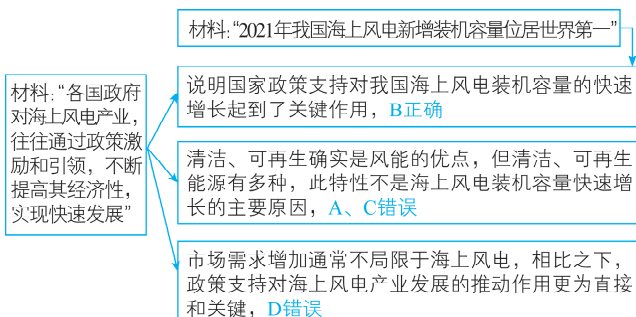 材料:“2021年我国海上风电新增装机容量位居世界第一”
材料:“各国政府
对海上风电产业,
往往通过政策激
励和引领,不断
提高其经济性,
实现快速发展”
说明国家政策支持对我国海上风电装机容量的快速
增长起到了关键作用,B正确
清洁、可再生确实是风能的优点,但清洁、可再生
能源有多种,此特性不是海上风电装机容量快速增
长的主要原因,A、C错误
市场需求增加通常不局限于海上风电,相比之下,
政策支持对海上风电产业发展的推动作用更为直接
和关键,D错误